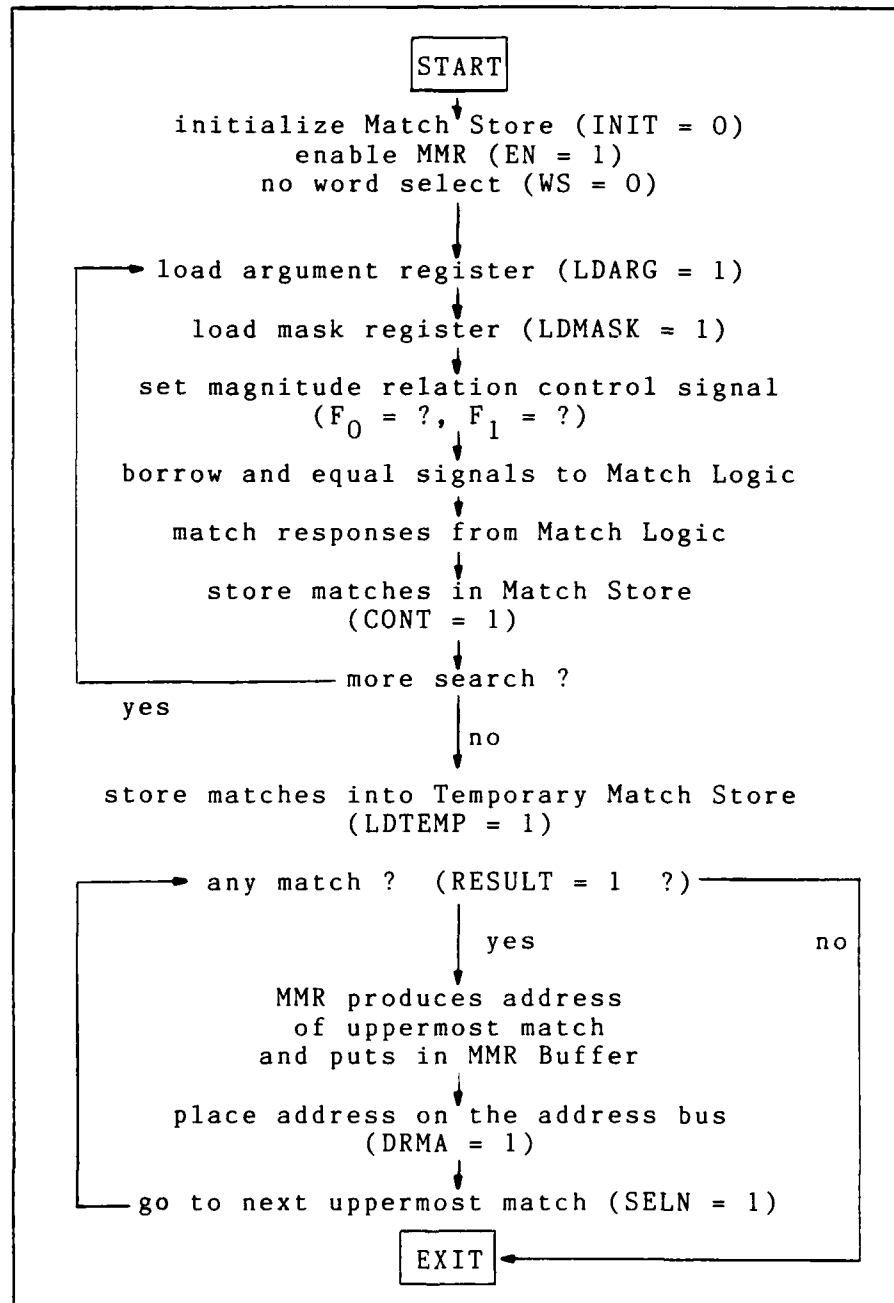 START
initialize Match Store (INIT = 0)
enable MMR (EN = 1)
no word select (WS = 0)
load argument register (LDARG = 1)
load mask register (LDMASK = 1)
set magnitude relation control signal
(F0 = ?, F1 = ?)
borrow and equal signals to Match Logic
match responses from Match Logic
store matches in Match Store
(CONT = 1)
more search ?
yes
no
store matches into Temporary Match Store
(LDTEMP = 1)
any match ? (RESULT = 1 ?)
yes
no
MMR produces address
of uppermost match
and puts in MMR Buffer
place address on the address bus
(DRMA = 1)
go to next uppermost match (SELN = 1)
EXIT